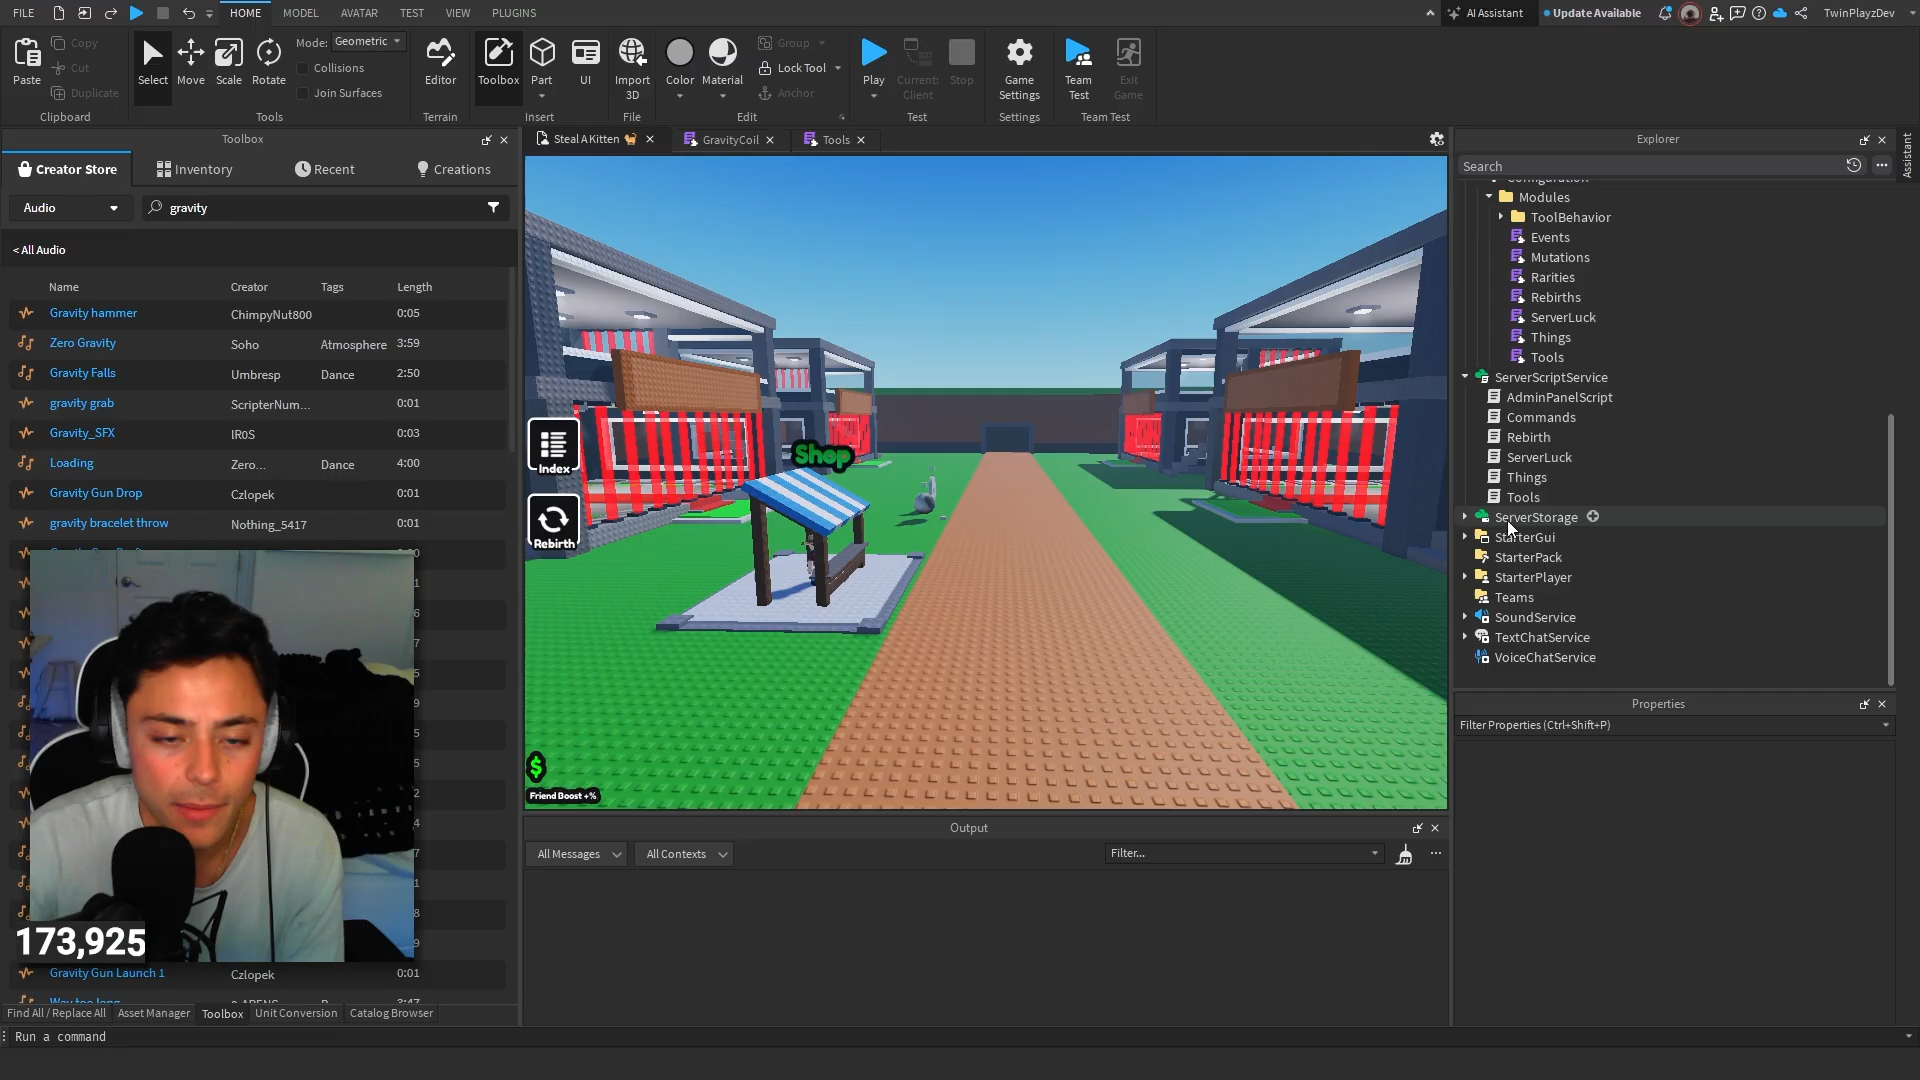 FILE HOME MODEL AVATAR TEST VIEW PLUGINS AI Assistant Update Available TwinPlayzDev
Paste Copy Cut Duplicate Clipboard
Select Move Scale Rotate Mode: Geometric Collisions Join Surfaces Tools
Editor Terrain
Toolbox Part UI Insert
Import 3D File
Color Material Group Lock Tool Anchor Edit
Play Current: Client Stop Test
Game Settings Settings
Team Test Exit Game Team Test
Toolbox
Creator Store Inventory Recent Creations
Audio gravity
< All Audio
Name Creator Tags Length
Gravity hammer ChimpyNut800 0:05
Zero Gravity Soho Atmosphere 3:59
Gravity Falls Umbresp Dance 2:50
gravity grab ScripterNum... 0:01
Gravity_SFX IR0S 0:03
Loading Zero... Dance 4:00
Gravity Gun Drop Czlopek 0:01
gravity bracelet throw Nothing_5417 0:01
173,925
Gravity Gun Launch 1 Czlopek 0:01
Way too long
Find All / Replace All Asset Manager Toolbox Unit Conversion Catalog Browser
Run a command
Steal A Kitten GravityCoil Tools
Shop
Index
Rebirth
$
Friend Boost +%
Output
All Messages All Contexts Filter...
Explorer
Assistant
Search
Configuration
Modules
ToolBehavior
Events
Mutations
Rarities
Rebirths
ServerLuck
Things
Tools
ServerScriptService
AdminPanelScript
Commands
Rebirth
ServerLuck
Things
Tools
ServerStorage
StarterGui
StarterPack
StarterPlayer
Teams
SoundService
TextChatService
VoiceChatService
Properties
Filter Properties (Ctrl+Shift+P)